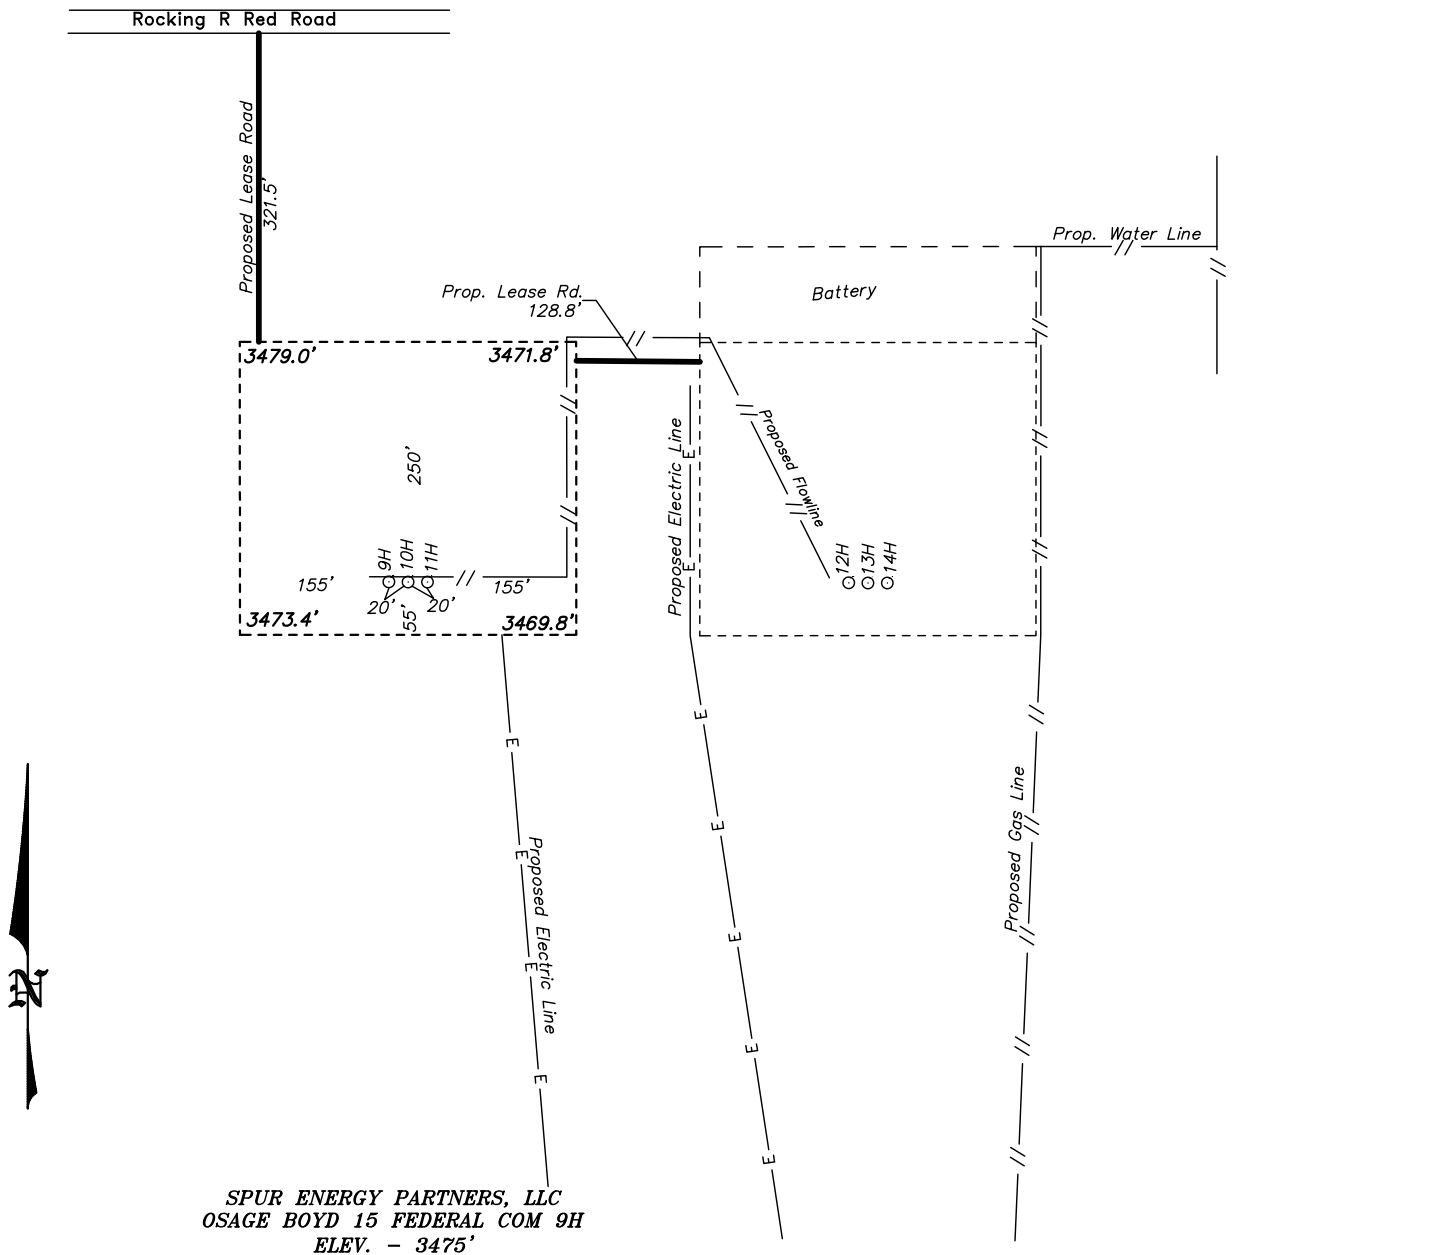 Rocking R Red Road
Proposed Lease Road
321.5'
Prop. Water Line
Battery
Prop. Lease Rd.
128.8'
3479.0'
3471.8'
250'
Proposed Electric Line
Proposed Flowline
9H
10H
11H
12H
13H
14H
155'
155'
20'
20'
55'
3473.4'
3469.8'
E
E
E
E
E
E
E
E
E
E
E
Proposed Electric Line
Proposed Gas Line
N
SPUR ENERGY PARTNERS, LLC
OSAGE BOYD 15 FEDERAL COM 9H
ELEV. - 3475'